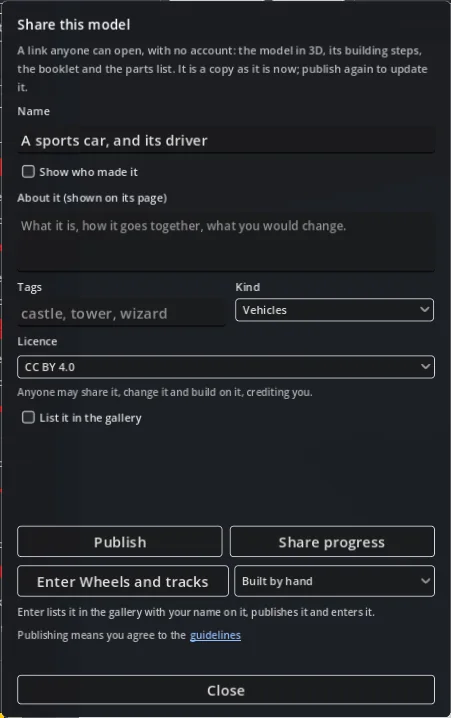 Share this model
A link anyone can open, with no account: the model in 3D, its building steps,
the booklet and the parts list. It is a copy as it is now; publish again to update
it.
Name
A sports car, and its driver
Show who made it
About it (shown on its page)
What it is, how it goes together, what you would change.
Tags
Kind
castle, tower, wizard
Vehicles
Licence
CC BY 4.0
Anyone may share it, change it and build on it, crediting you.
List it in the gallery
Publish
Share progress
Enter Wheels and tracks
Built by hand
Enter lists it in the gallery with your name on it, publishes it and enters it.
Publishing means you agree to the guidelines
Close